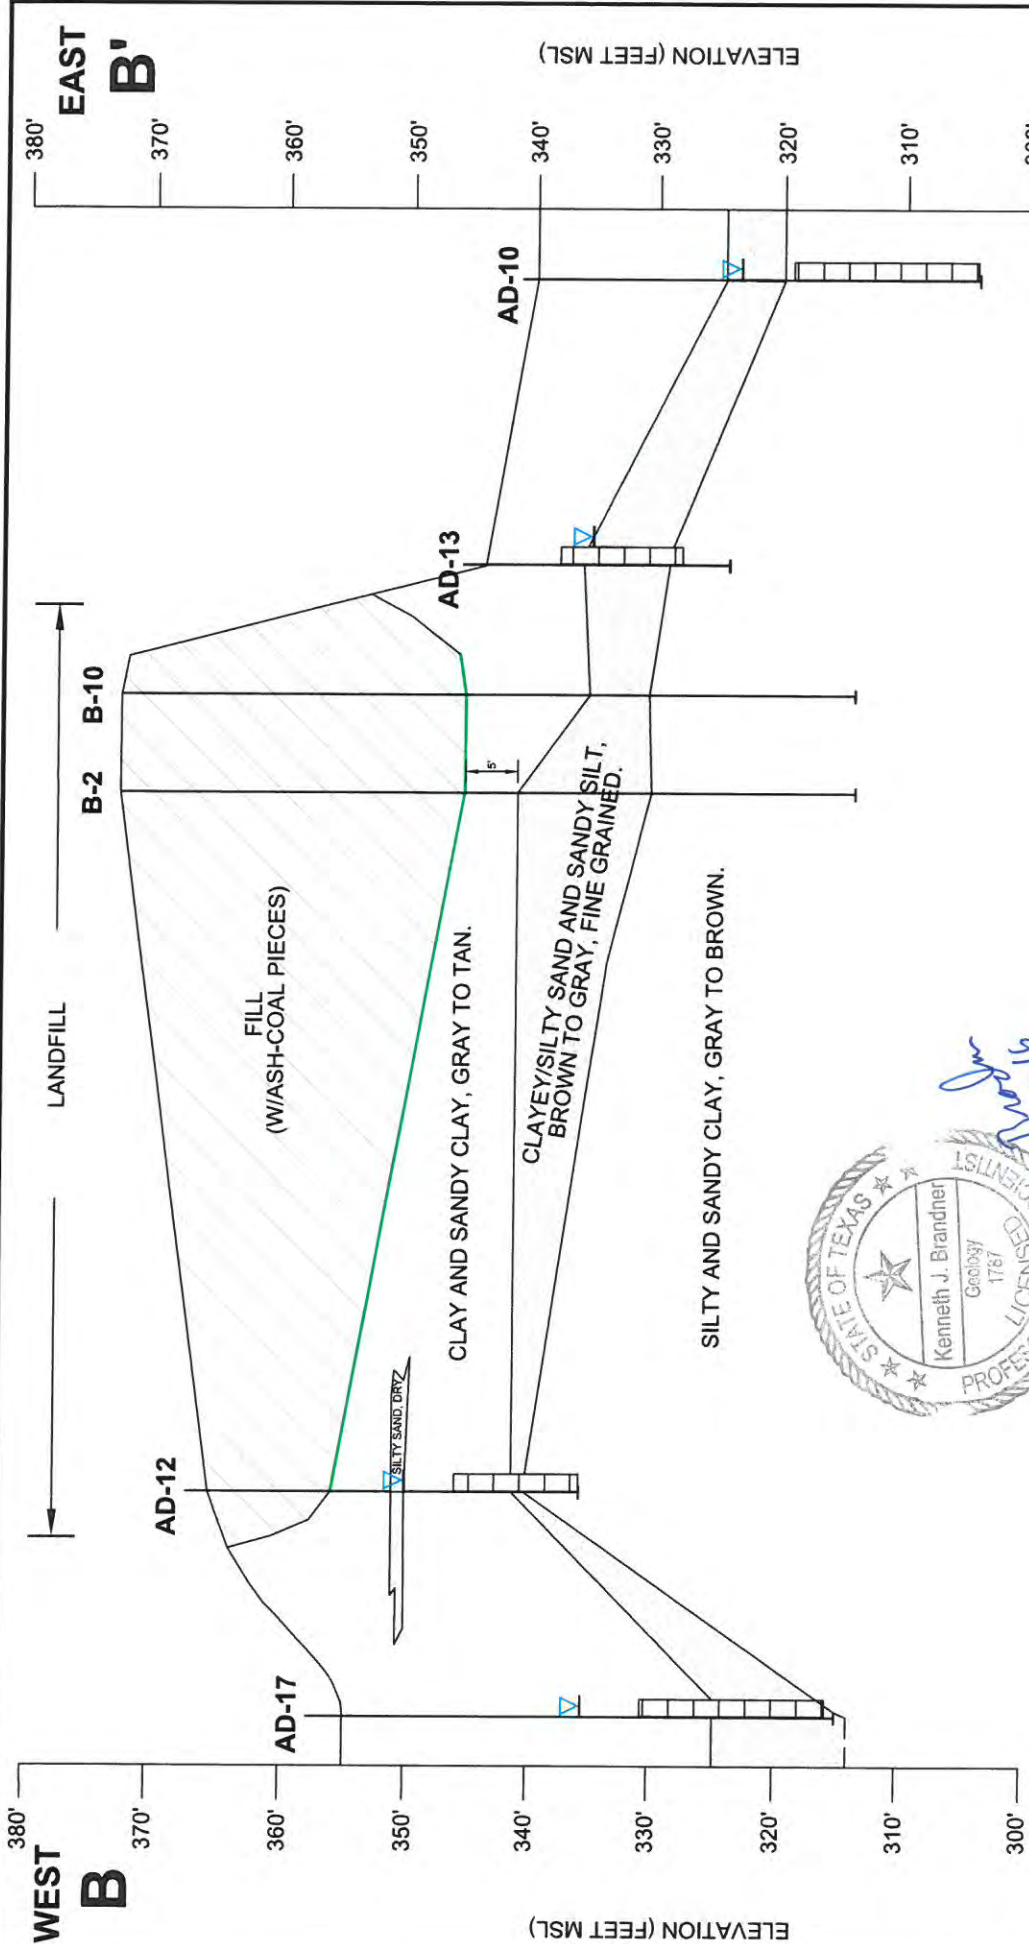 WEST
B
EAST
B'
LANDFILL
380'
370'
360'
350'
340'
330'
320'
310'
300'
ELEVATION (FEET MSL)
380'
370'
360'
350'
340'
330'
320'
310'
ELEVATION (FEET MSL)
AD-17
AD-12
B-2
B-10
AD-13
AD-10
FILL
(W/ASH-COAL PIECES)
5'
SILTY SAND, DRY
CLAY AND SANDY CLAY, GRAY TO TAN.
CLAYEY/SILTY SAND AND SANDY SILT,
BROWN TO GRAY, FINE GRAINED.
SILTY AND SANDY CLAY, GRAY TO BROWN.
STATE OF TEXAS
Kenneth J. Brandner
Geology
1787
LICENSED